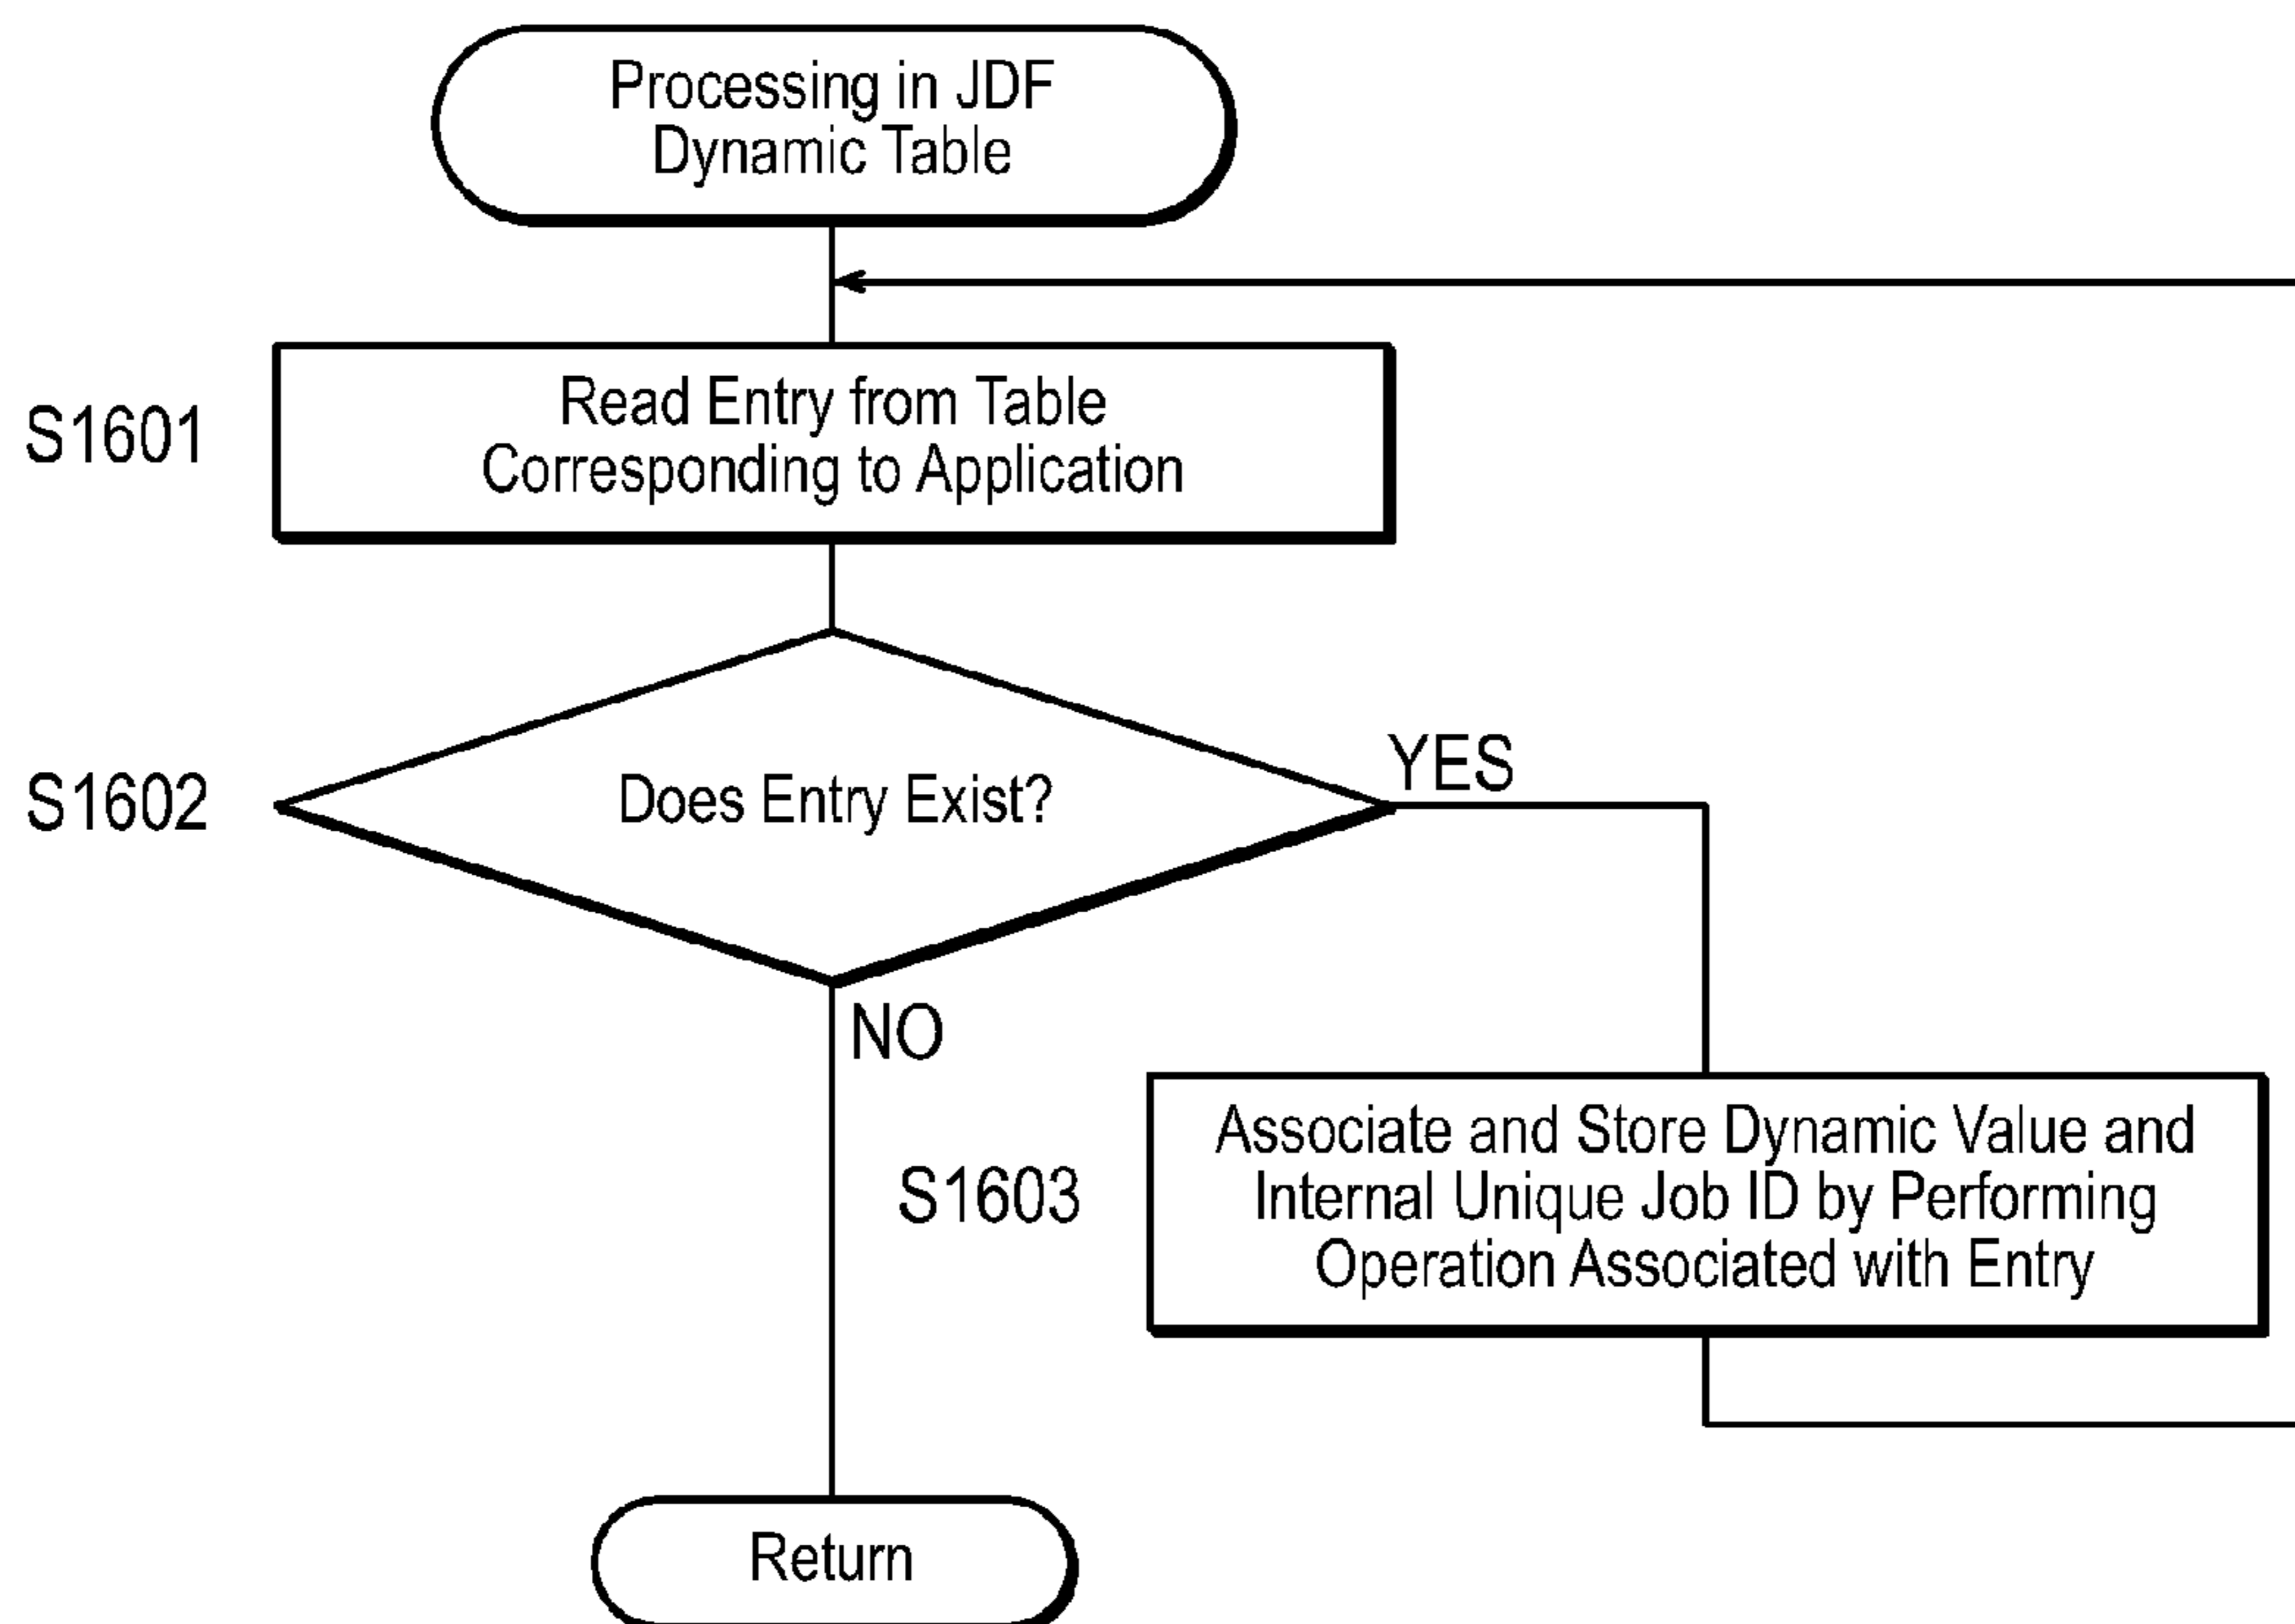 Processing in JDF
Dynamic Table
S1601
Read Entry from Table
Corresponding to Application
S1602
Does Entry Exist?
YES
NO
S1603
Associate and Store Dynamic Value and
Internal Unique Job ID by Performing
Operation Associated with Entry
Return